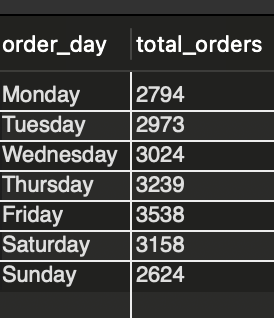 order_day total_orders
Monday 2794
Tuesday 2973
Wednesday 3024
Thursday 3239
Friday 3538
Saturday 3158
Sunday 2624